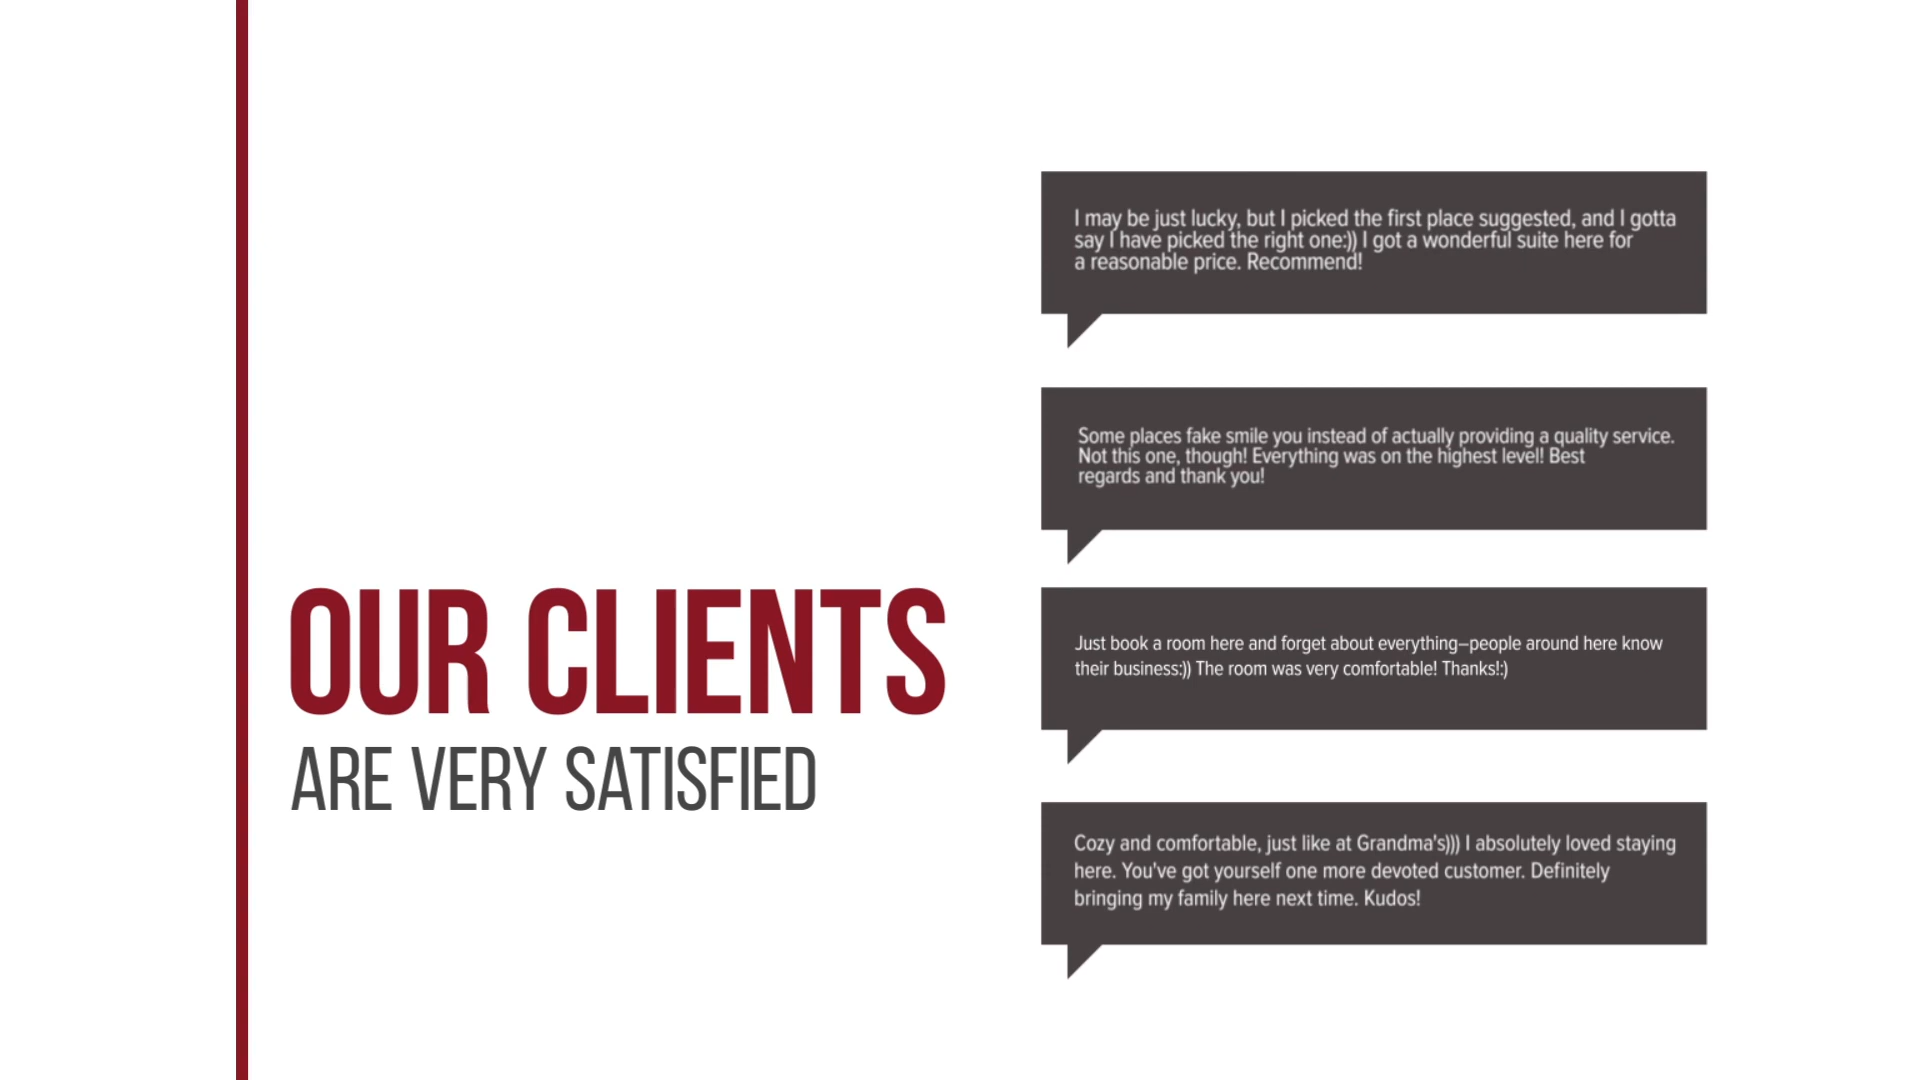 OUR CLIENTS
ARE VERY SATISFIED
I may be just lucky, but I picked the first place suggested, and I gotta
say I have picked the right one:)) I got a wonderful suite here for
a reasonable price. Recommend!
Some places fake smile you instead of actually providing a quality service.
Not this one, though! Everything was on the highest level! Best
regards and thank you!
Just book a room here and forget about everything–people around here know
their business:)) The room was very comfortable! Thanks!:)
Cozy and comfortable, just like at Grandma's))) I absolutely loved staying
here. You've got yourself one more devoted customer. Definitely
bringing my family here next time. Kudos!